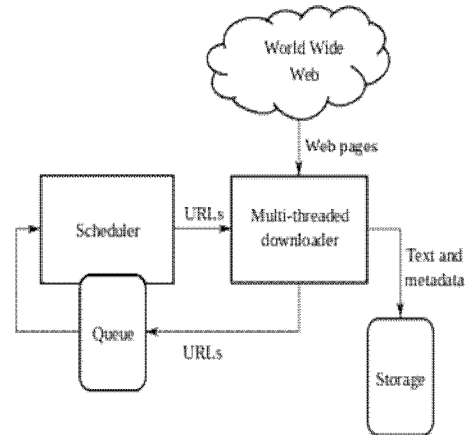 World Wide
Web
Web pages
Scheduler
URLs
Multi-threaded
downloader
Text and
metadata
Queue
URLs
Storage